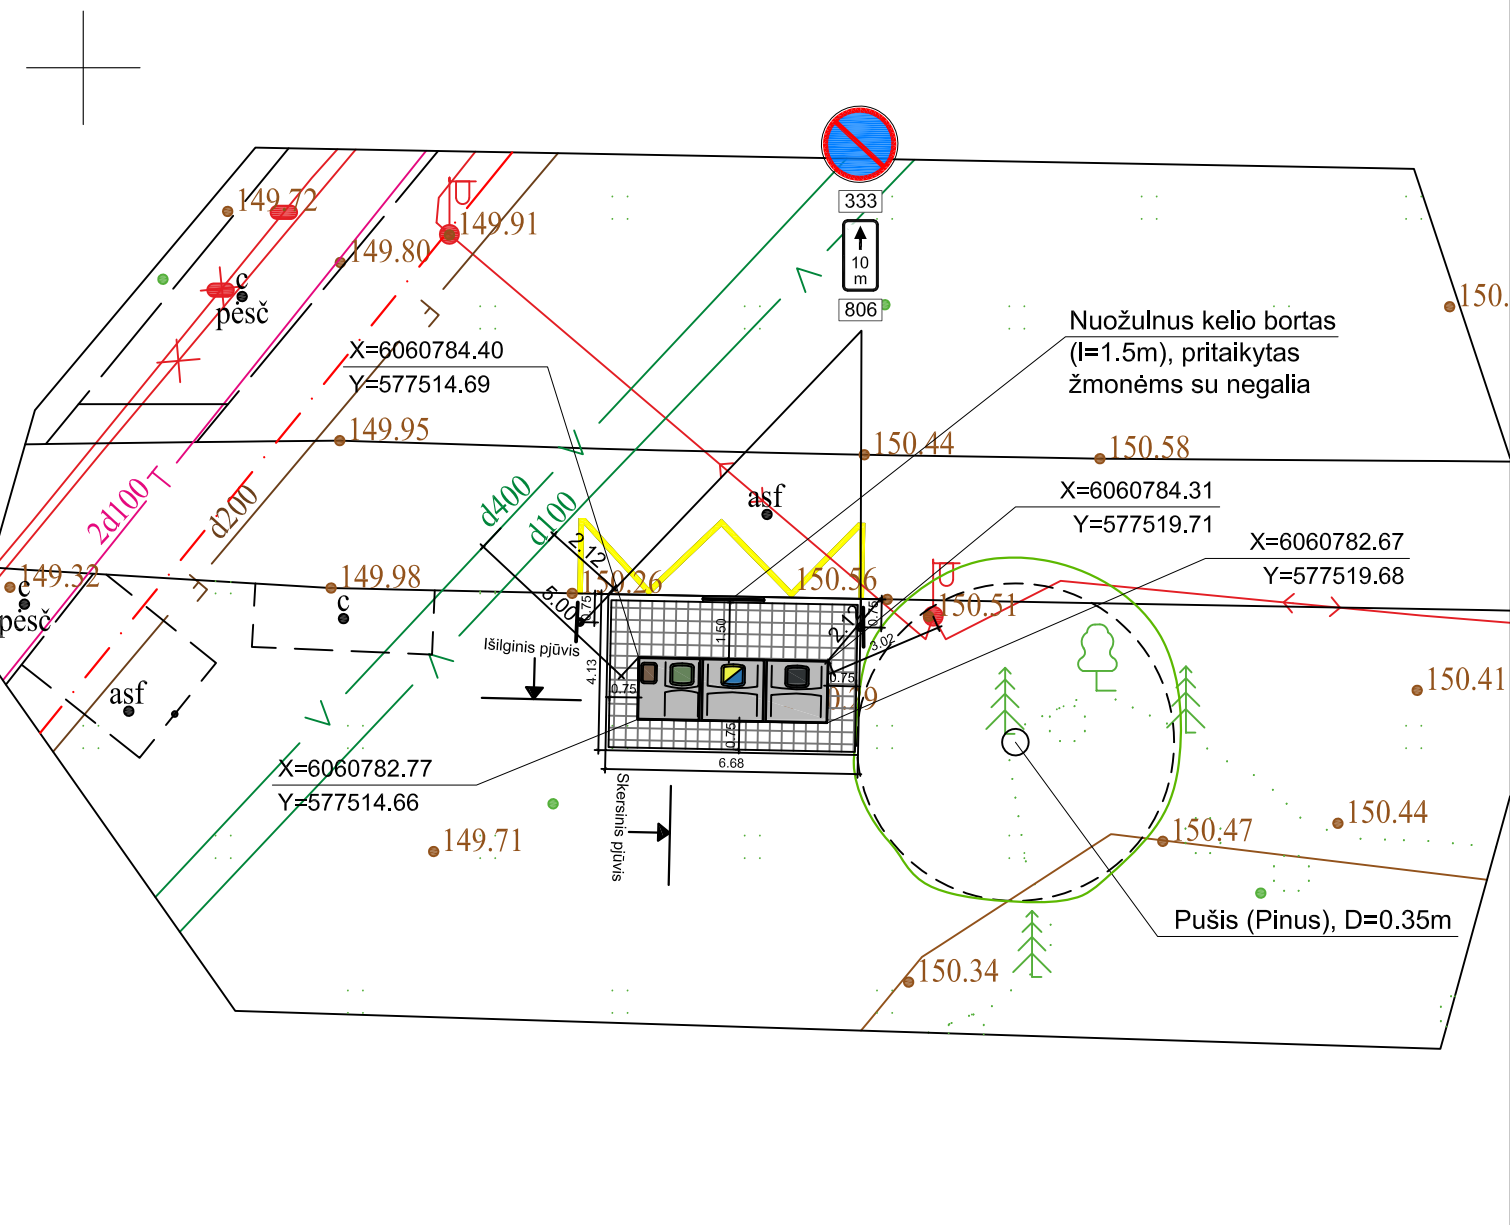 333
10
m
806
149.72
149.91
149.80
c
pėsč
X=6060784.40
Y=577514.69
Nuožulnus kelio bortas
(l=1.5m), pritaikytas
žmonėms su negalia
150.
149.95
150.44
150.58
2d100
T
d200
F
d400
d100
asf
X=6060784.31
Y=577519.71
X=6060782.67
Y=577519.68
149.32
c
pėsč
149.98
c
150.26
150.56
150.51
2.12
5.00
0.75
1.50
2.12
0.75
3.02
Išilginis pjūvis
4.13
0.75
0.75
0.75
6.68
asf
150.41
X=6060782.77
Y=577514.66
Skersinis pjūvis
149.71
150.44
150.47
Pušis (Pinus), D=0.35m
150.34